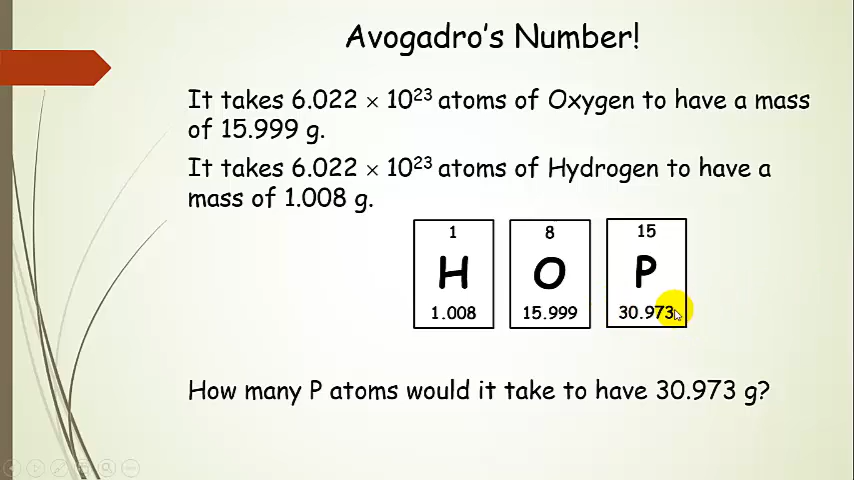 Avogadro's Number!
It takes 6.022 × 10²³ atoms of Oxygen to have a mass
of 15.999 g.
It takes 6.022 × 10²³ atoms of Hydrogen to have a
mass of 1.008 g.
1 8 15
H O P
1.008 15.999 30.973
How many P atoms would it take to have 30.973 g?